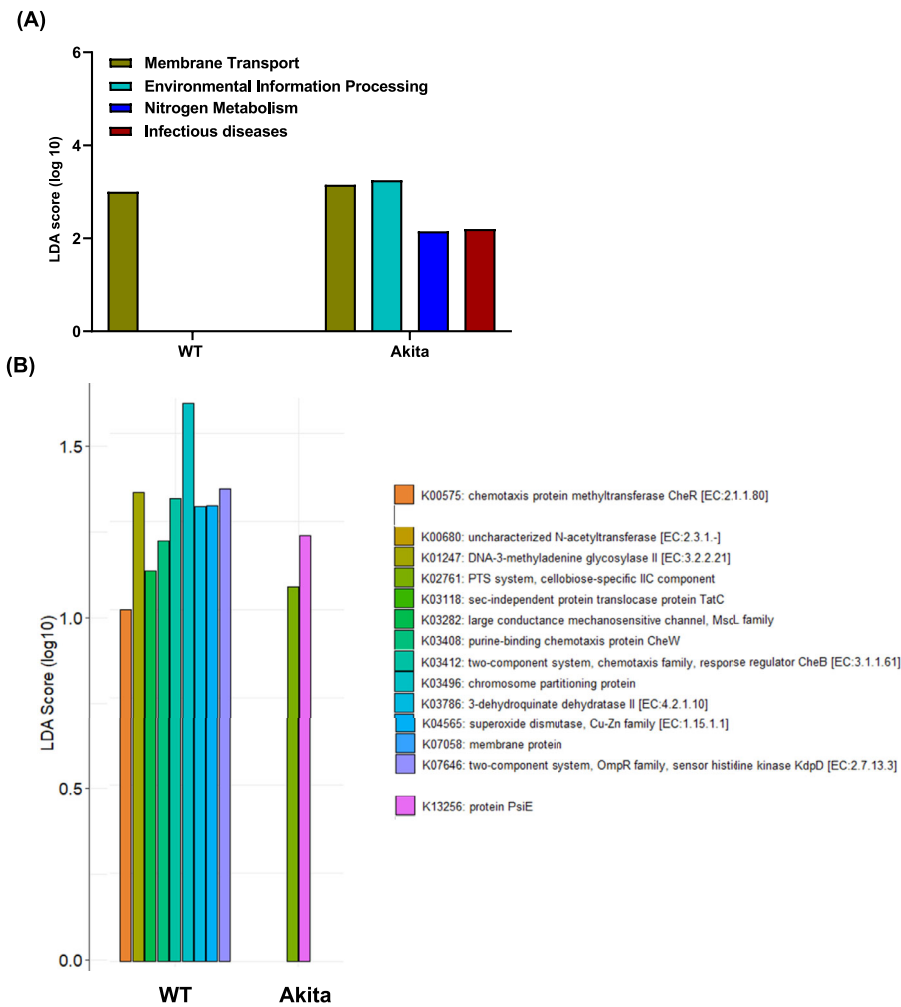 (A)
6
4
2
0
LDA score (log 10)
Membrane Transport
Environmental Information Processing
Nitrogen Metabolism
Infectious diseases
WT
Akita
(B)
1.5
1.0
0.5
0.0
LDA Score (log10)
WT
Akita
K00575: chemotaxis protein methyltransferase CheR [EC:2.1.1.80]
K00680: uncharacterized N-acetyltransferase [EC:2.3.1.-]
K01247: DNA-3-methyladenine glycosylase II [EC:3.2.2.21]
K02761: PTS system, cellobiose-specific IIC component
K03118: sec-independent protein translocase protein TatC
K03282: large conductance mechanosensitive channel, MscL family
K03408: purine-binding chemotaxis protein CheW
K03412: two-component system, chemotaxis family, response regulator CheB [EC:3.1.1.61]
K03496: chromosome partitioning protein
K03786: 3-dehydroquinate dehydratase II [EC:4.2.1.10]
K04565: superoxide dismutase, Cu-Zn family [EC:1.15.1.1]
K07058: membrane protein
K07646: two-component system, OmpR family, sensor histidine kinase KdpD [EC:2.7.13.3]
K13256: protein PsiE